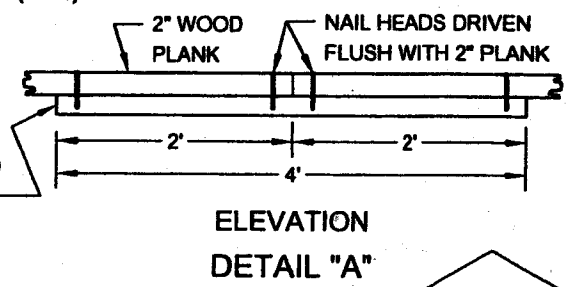 2" WOOD
PLANK
NAIL HEADS DRIVEN
FLUSH WITH 2" PLANK
2'
2'
4'
ELEVATION
DETAIL "A"